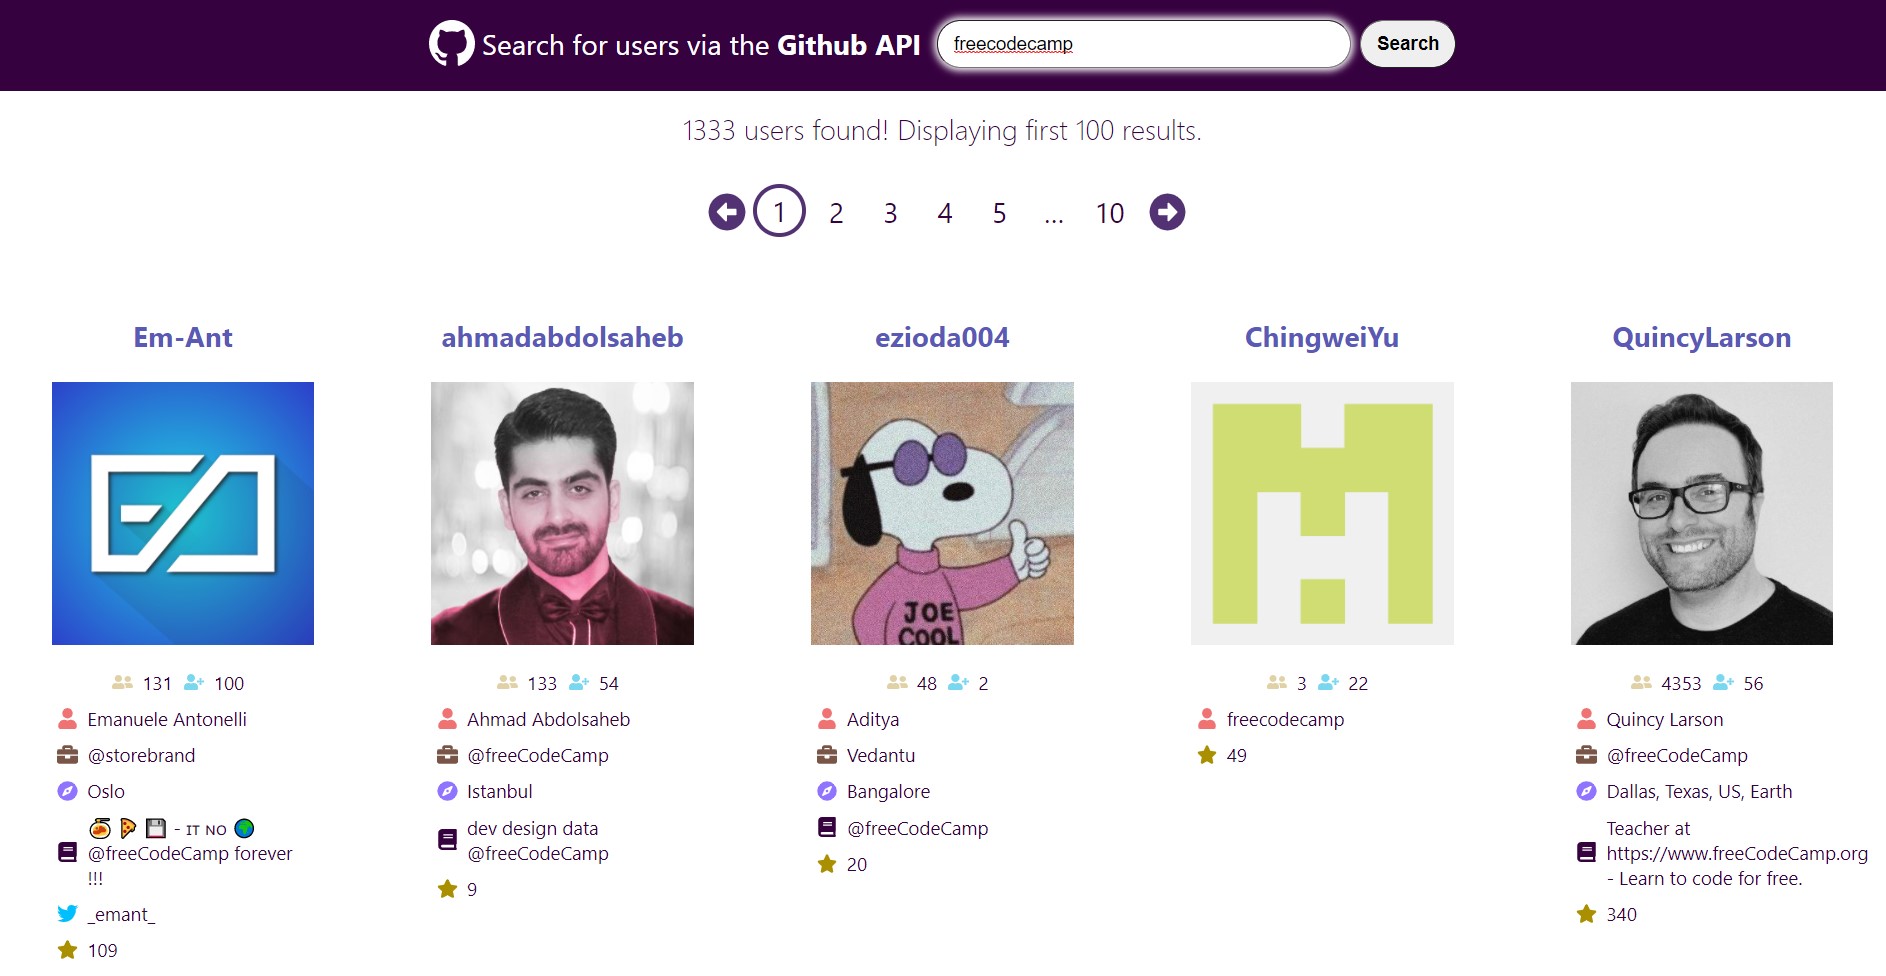 Search for users via the Github API
freecodecamp
Search
1333 users found! Displaying first 100 results.
1 2 3 4 5 ... 10
Em-Ant
131 100
Emanuele Antonelli
@storebrand
Oslo
- ɪᴛ ɴᴏ
@freeCodeCamp forever
!!!
_emant_
109
ahmadabdolsaheb
133 54
Ahmad Abdolsaheb
@freeCodeCamp
Istanbul
dev design data
@freeCodeCamp
9
ezioda004
JOE
COOL
48 2
Aditya
Vedantu
Bangalore
@freeCodeCamp
20
ChingweiYu
3 22
freecodecamp
49
QuincyLarson
4353 56
Quincy Larson
@freeCodeCamp
Dallas, Texas, US, Earth
Teacher at
https://www.freeCodeCamp.org
- Learn to code for free.
340